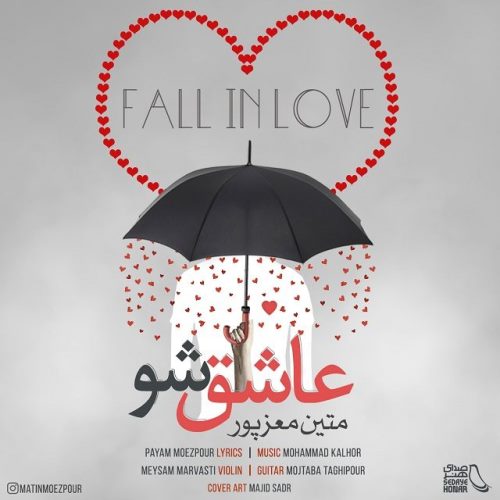 FALL IN LOVE
عاشق شو
متین معزپور
PAYAM MOEZPOUR LYRICS | MUSIC MOHAMMAD KALHOR
MEYSAM MARVASTI VIOLIN | GUITAR MOJTABA TAGHIPOUR
COVER ART MAJID SADR
MATINMOEZPOUR
صدای هنر
SEDAYE
HONAR